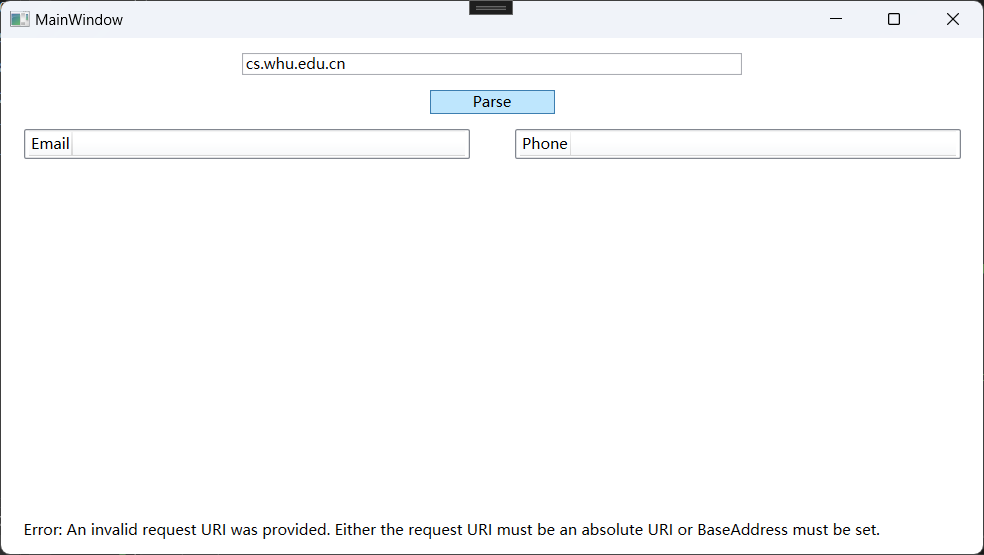 MainWindow
cs.whu.edu.cn
Parse
Email
Phone
Error: An invalid request URI was provided. Either the request URI must be an absolute URI or BaseAddress must be set.